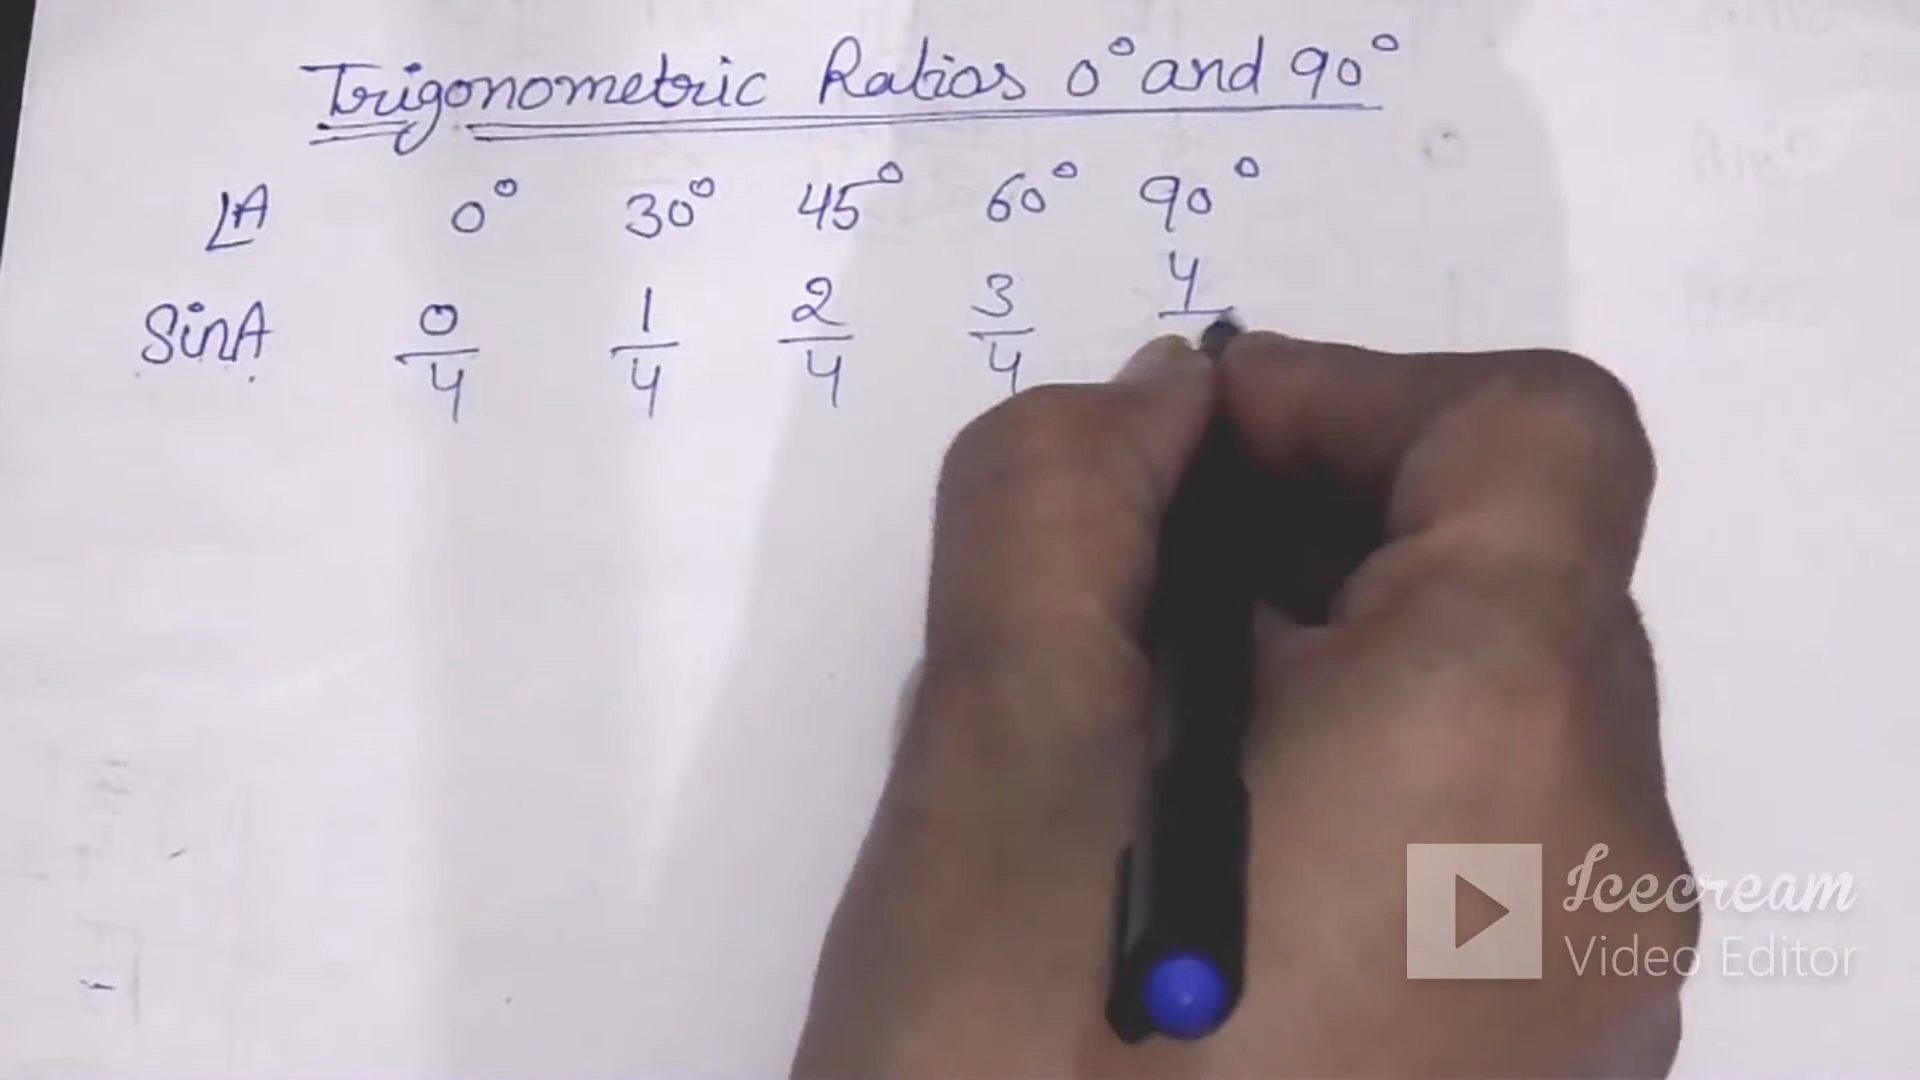 Trigonometric Ratios 0° and 90°
∠A 0° 30° 45° 60° 90°
SinA 0/4 1/4 2/4 3/4 4/
Icecream
Video Editor